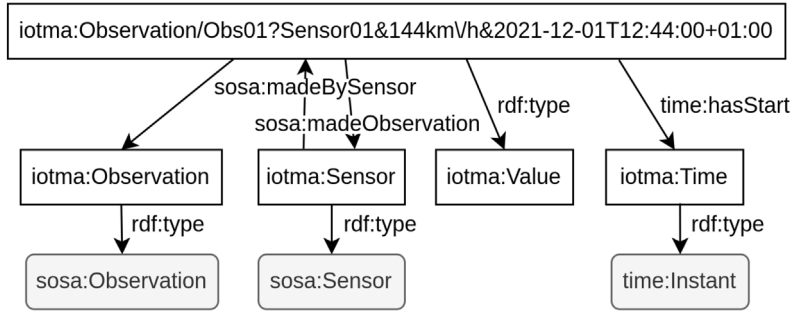 iotma:Observation/Obs01?Sensor01&144km\/h&2021-12-01T12:44:00+01:00
sosa:madeBySensor
rdf:type
time:hasStart
sosa:madeObservation
iotma:Observation
iotma:Sensor
iotma:Value
iotma:Time
rdf:type
rdf:type
rdf:type
sosa:Observation
sosa:Sensor
time:Instant